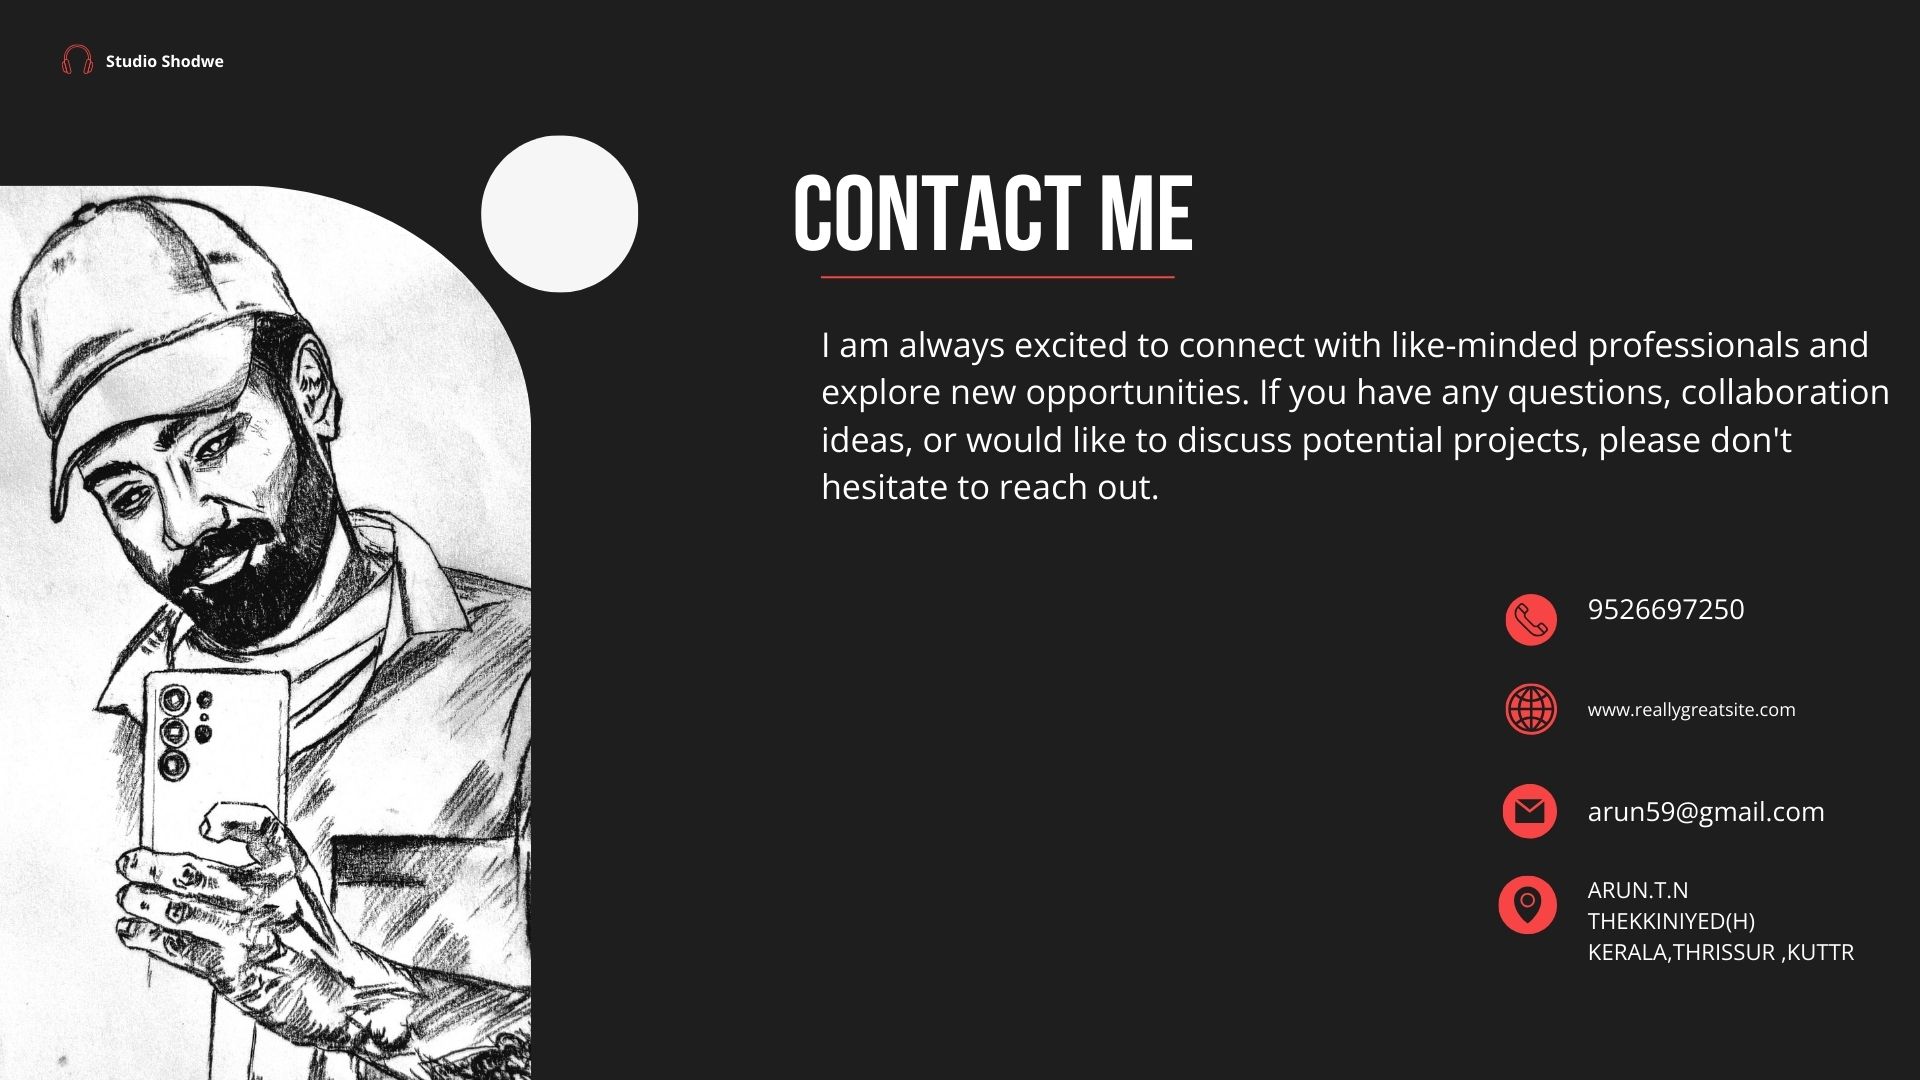 Studio Shodwe
CONTACT ME
I am always excited to connect with like-minded professionals and
explore new opportunities. If you have any questions, collaboration
ideas, or would like to discuss potential projects, please don't
hesitate to reach out.
9526697250
www.reallygreatsite.com
arun59@gmail.com
ARUN.T.N
THEKKINIYED(H)
KERALA,THRISSUR ,KUTTR